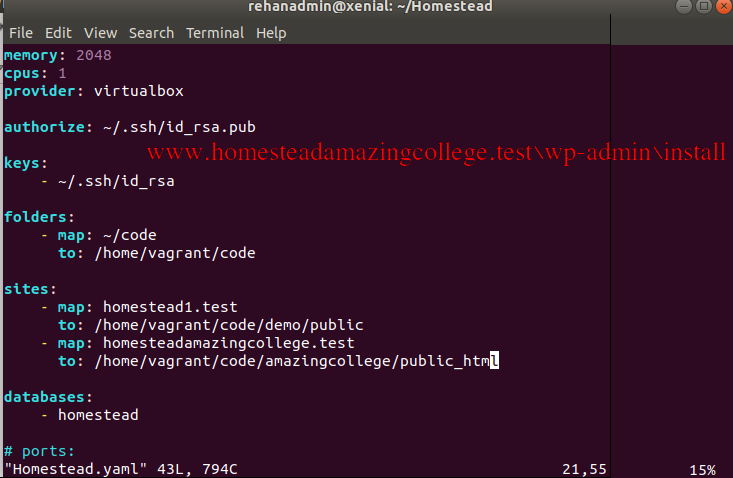 rehanadmin@xenial: ~/Homestead
File Edit View Search Terminal Help
memory: 2048
cpus: 1
provider: virtualbox
authorize: ~/.ssh/id_rsa.pub
www.homesteadamazingcollege.test\wp-admin\install
keys:
- ~/.ssh/id_rsa
folders:
- map: ~/code
to: /home/vagrant/code
sites:
- map: homestead1.test
to: /home/vagrant/code/demo/public
- map: homesteadamazingcollege.test
to: /home/vagrant/code/amazingcollege/public_html
databases:
- homestead
# ports:
"Homestead.yaml" 43L, 794C 21,55 15%